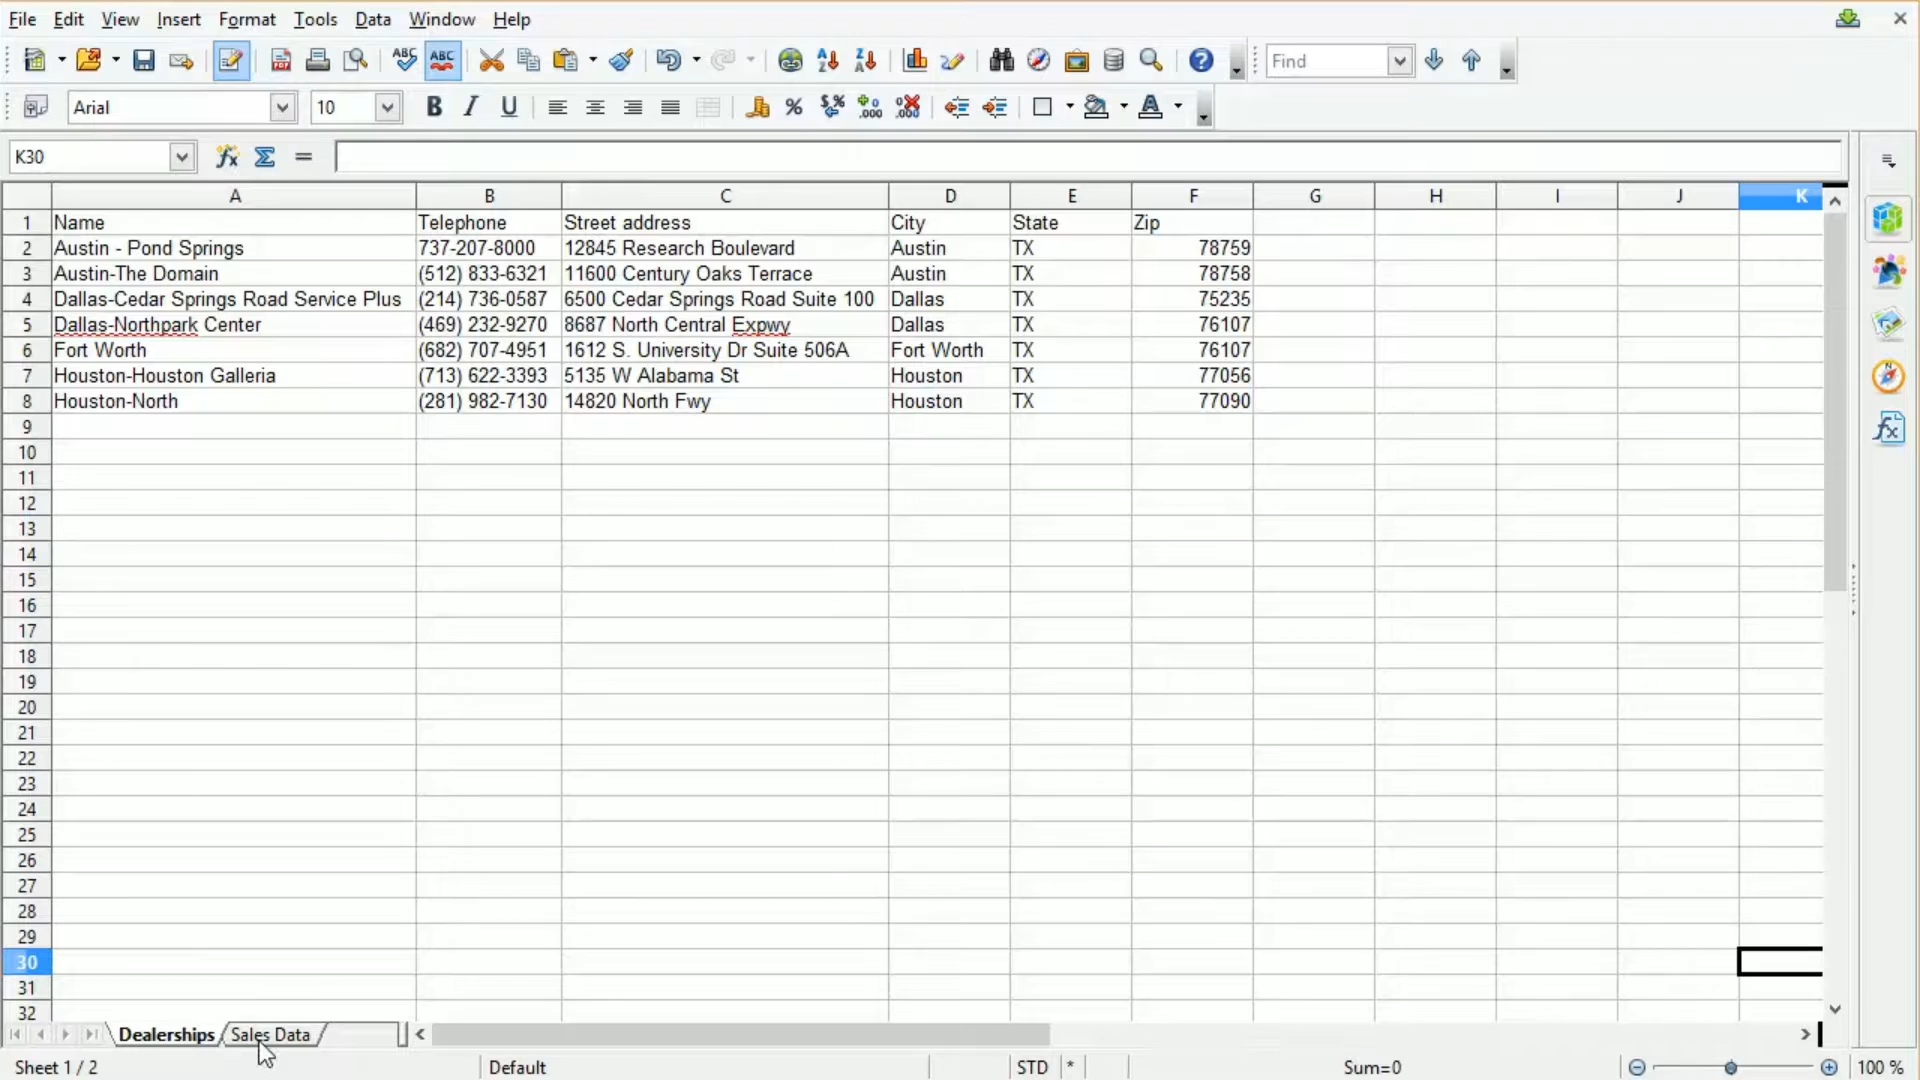 File Edit View Insert Format Tools Data Window Help
Find
Arial 10
K30
A B C D E F G H I J K
1 Name Telephone Street address City State Zip
2 Austin - Pond Springs 737-207-8000 12845 Research Boulevard Austin TX 78759
3 Austin-The Domain (512) 833-6321 11600 Century Oaks Terrace Austin TX 78758
4 Dallas-Cedar Springs Road Service Plus (214) 736-0587 6500 Cedar Springs Road Suite 100 Dallas TX 75235
5 Dallas-Northpark Center (469) 232-9270 8687 North Central Expwy Dallas TX 76107
6 Fort Worth (682) 707-4951 1612 S. University Dr Suite 506A Fort Worth TX 76107
7 Houston-Houston Galleria (713) 622-3393 5135 W Alabama St Houston TX 77056
8 Houston-North (281) 982-7130 14820 North Fwy Houston TX 77090
9
10
11
12
13
14
15
16
17
18
19
20
21
22
23
24
25
26
27
28
29
30
31
32
Dealerships Sales Data
Sheet 1 / 2 Default STD * Sum=0 100 %